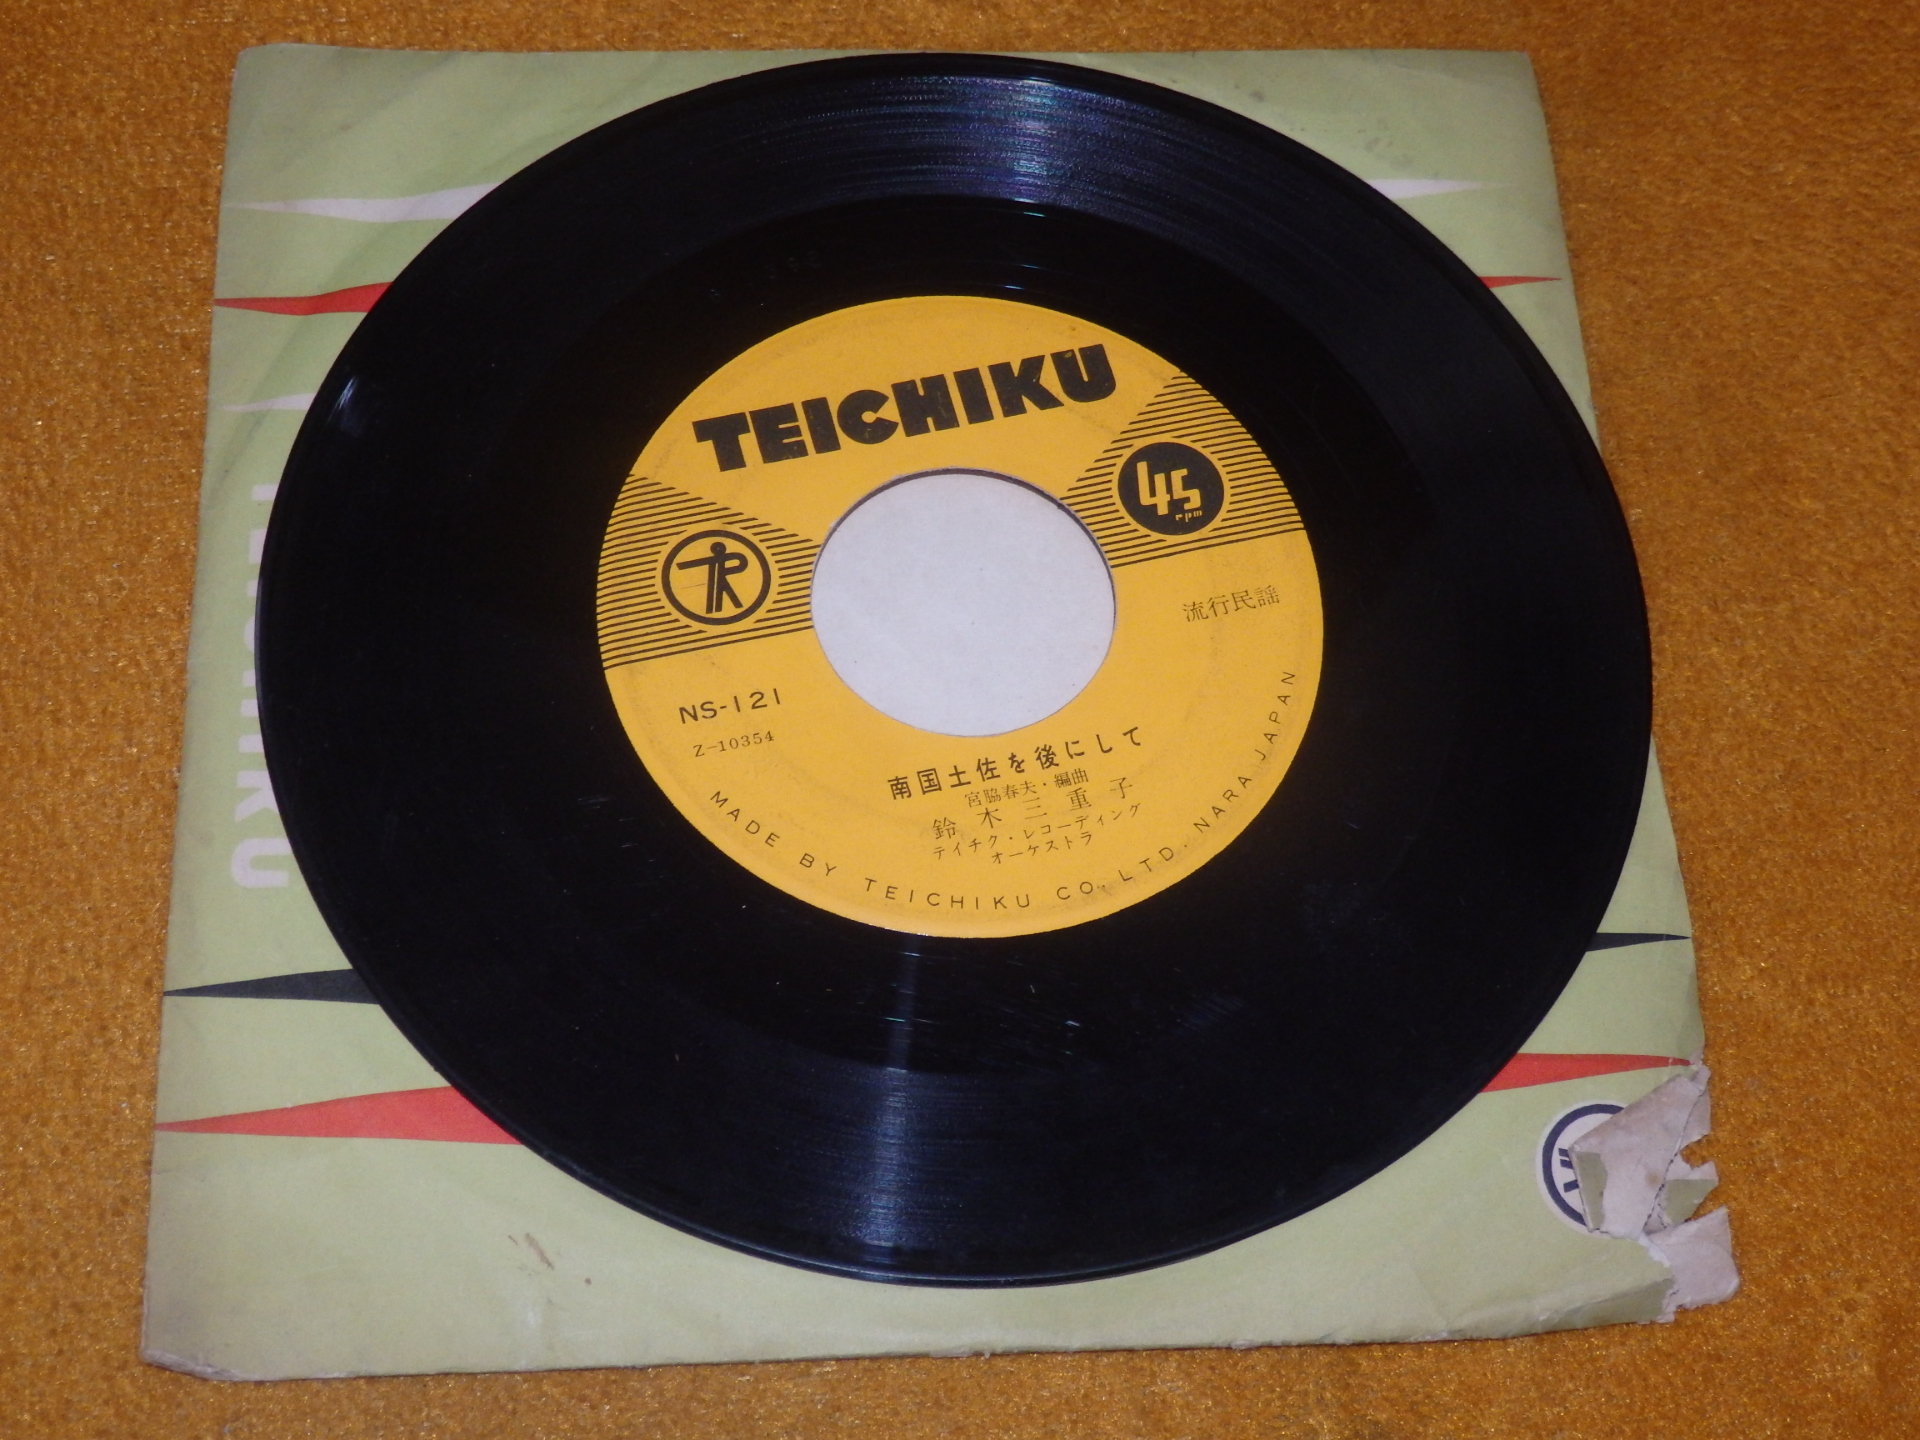 TEICHIKU
45
rpm
流行民謡
NS-121
Z-10354
南国土佐を後にして
宮脇春夫・編曲
鈴木三重子
テイチク・レコーディング
オーケストラ
MADE BY TEICHIKU CO. LTD. NARA JAPAN